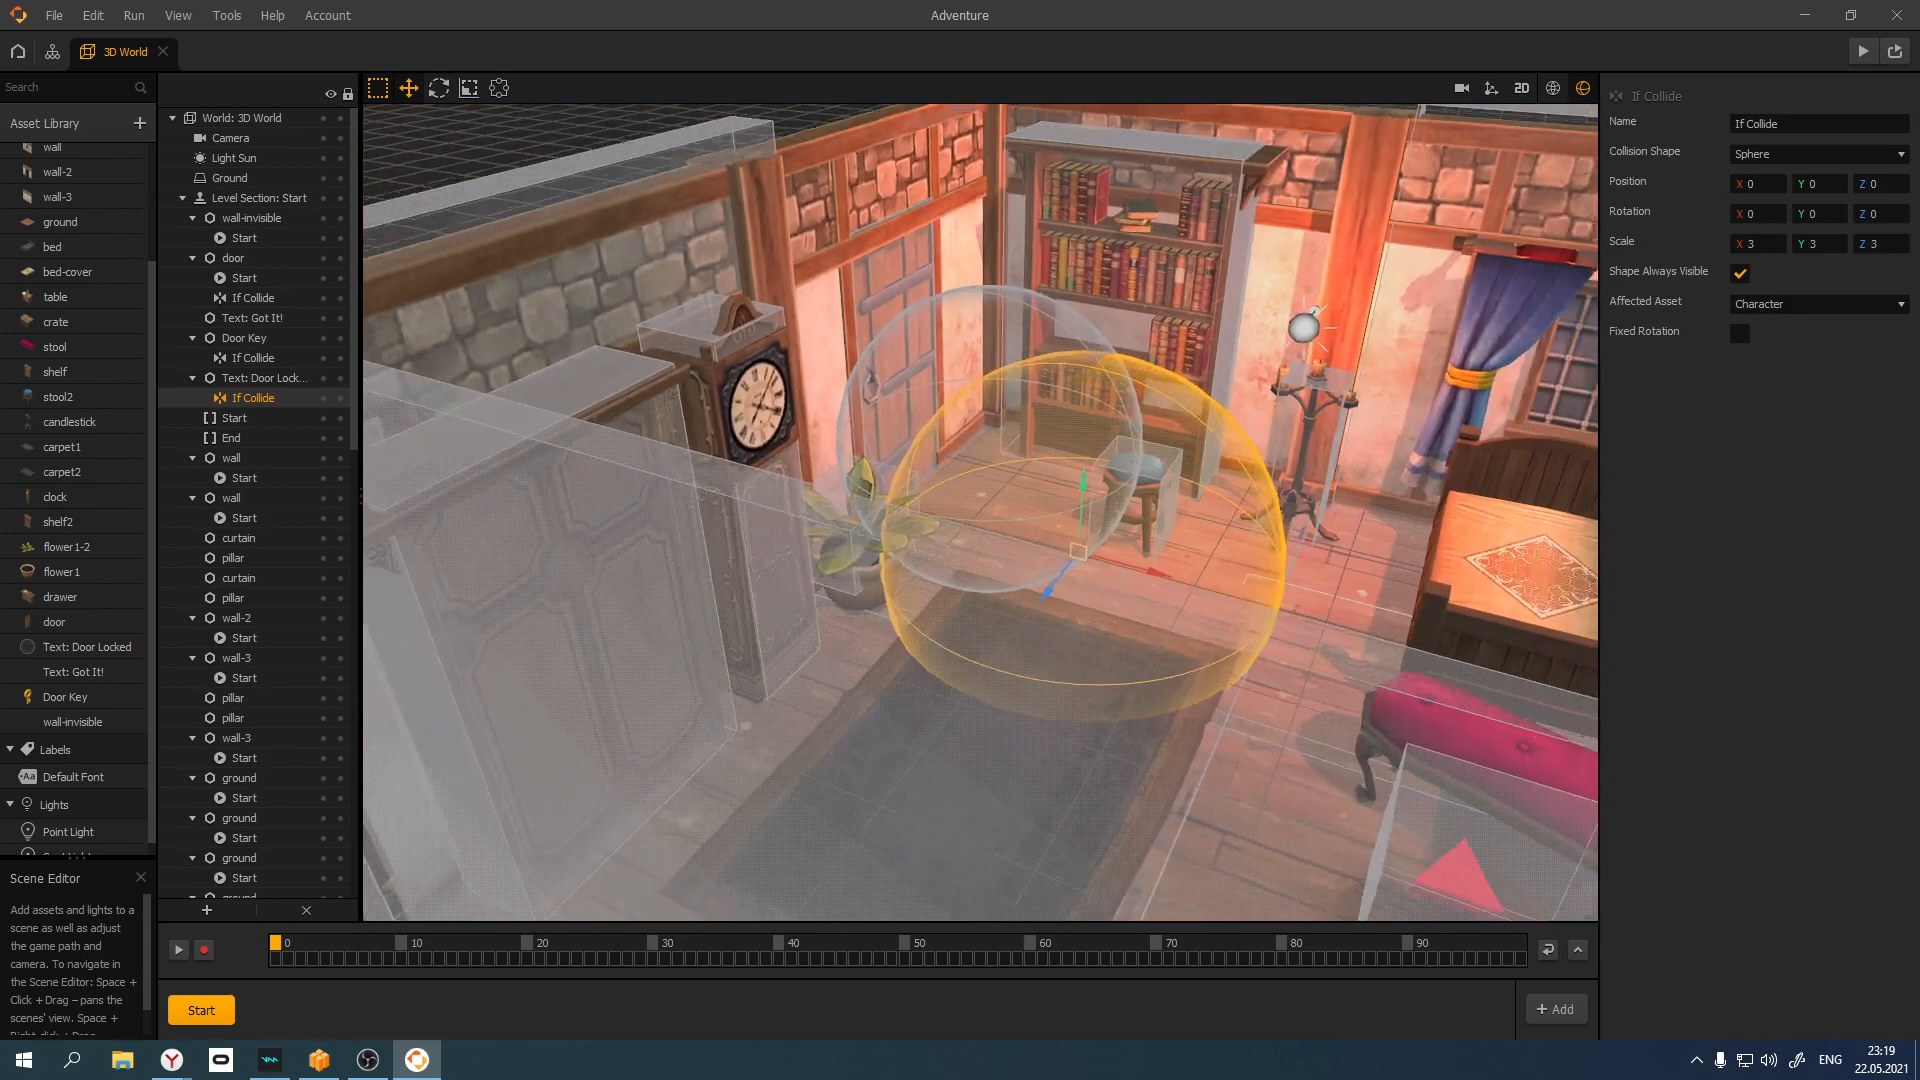 File Edit Run View Tools Help Account
Adventure
3D World
Search
Asset Library
wall
wall-2
wall-3
ground
bed
bed-cover
table
crate
stool
shelf
stool2
candlestick
carpet1
carpet2
clock
shelf2
flower1-2
flower1
drawer
door
Text: Door Locked
Text: Got It!
Door Key
wall-invisible
Labels
Aa Default Font
Lights
Point Light
Scene Editor
Add assets and lights to a
scene as well as adjust
the game path and
camera. To navigate in
the Scene Editor: Space +
Click + Drag – pans the
scenes' view. Space +
World: 3D World
Camera
Light Sun
Ground
Level Section: Start
wall-invisible
Start
door
Start
If Collide
Text: Got It!
Door Key
If Collide
Text: Door Lock...
If Collide
Start
End
wall
Start
wall
Start
curtain
pillar
curtain
pillar
wall-2
Start
wall-3
Start
pillar
pillar
wall-3
Start
ground
Start
ground
Start
ground
Start
ground
2D
If Collide
Name If Collide
Collision Shape Sphere
Position X 0 Y 0 Z 0
Rotation X 0 Y 0 Z 0
Scale X 3 Y 3 Z 3
Shape Always Visible
Affected Asset Character
Fixed Rotation
0 10 20 30 40 50 60 70 80 90
Start
+ Add
ENG
23:19
22.05.2021